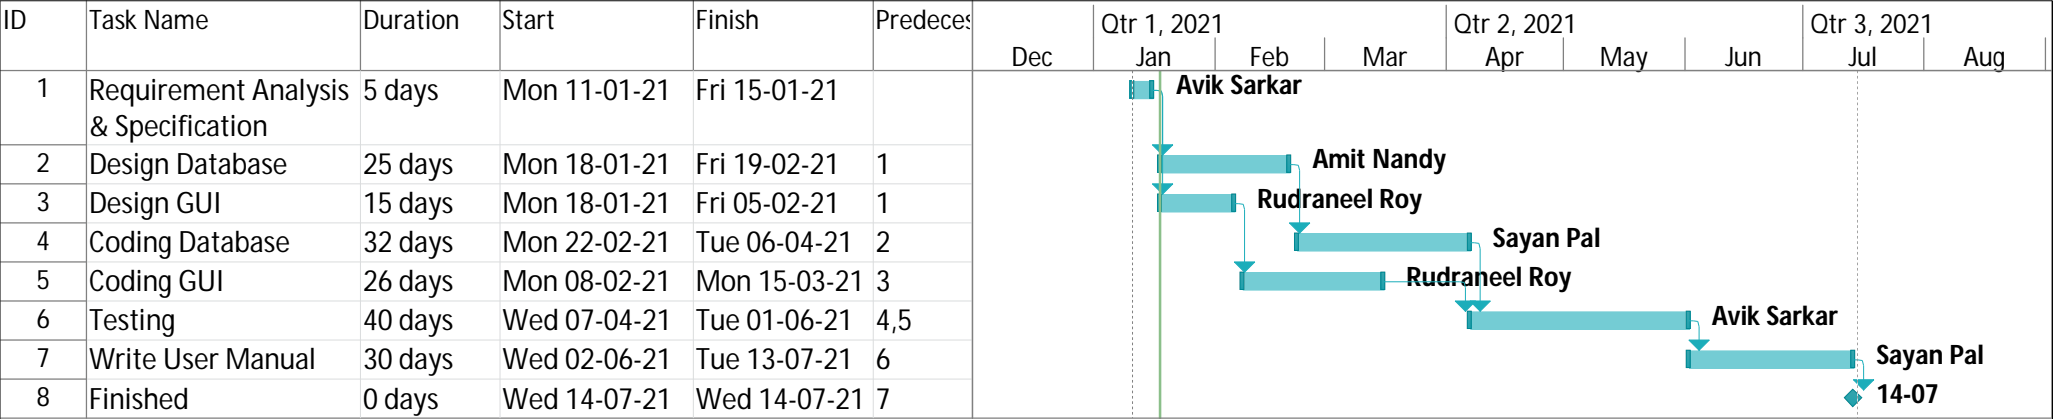 ID Task Name Duration Start Finish Predeces Qtr 1, 2021 Qtr 2, 2021 Qtr 3, 2021
Dec Jan Feb Mar Apr May Jun Jul Aug
1 Requirement Analysis 5 days Mon 11-01-21 Fri 15-01-21 Avik Sarkar
& Specification
2 Design Database 25 days Mon 18-01-21 Fri 19-02-21 1 Amit Nandy
3 Design GUI 15 days Mon 18-01-21 Fri 05-02-21 1 Rudraneel Roy
4 Coding Database 32 days Mon 22-02-21 Tue 06-04-21 2 Sayan Pal
5 Coding GUI 26 days Mon 08-02-21 Mon 15-03-21 3 Rudraneel Roy
6 Testing 40 days Wed 07-04-21 Tue 01-06-21 4,5 Avik Sarkar
7 Write User Manual 30 days Wed 02-06-21 Tue 13-07-21 6 Sayan Pal
8 Finished 0 days Wed 14-07-21 Wed 14-07-21 7 14-07